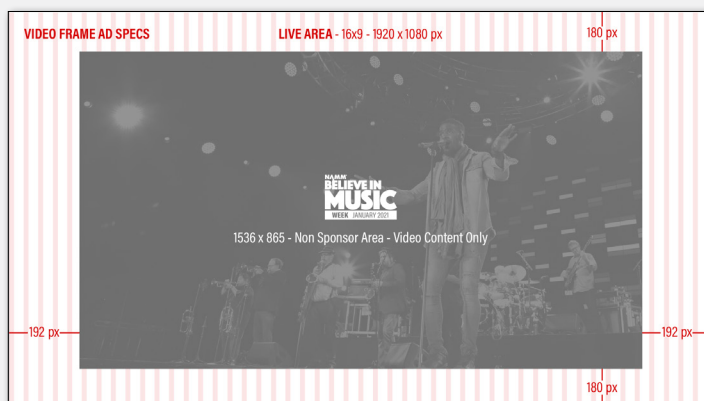 VIDEO FRAME AD SPECS
LIVE AREA - 16x9 - 1920 x 1080 px
180 px
NAMM
BELIEVE IN
MUSIC
WEEK JANUARY 2021
1536 x 865 - Non Sponsor Area - Video Content Only
192 px
192 px
180 px